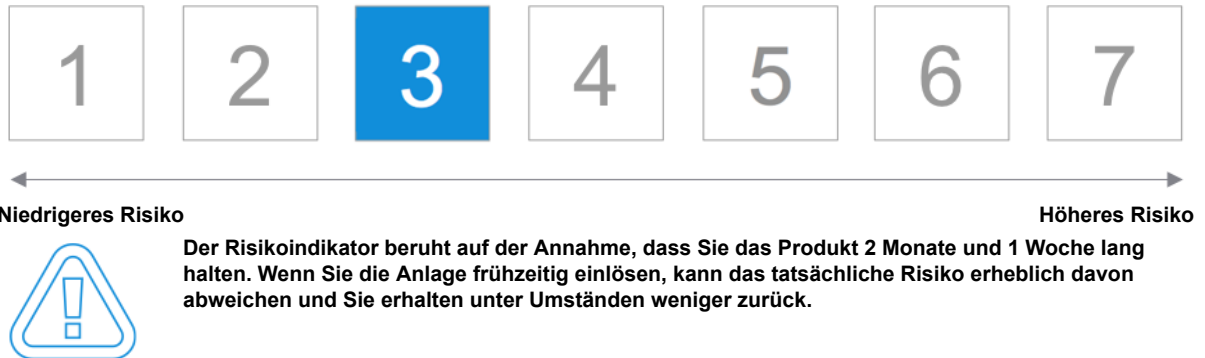 1 2 3 4 5 6 7
Niedrigeres Risiko Höheres Risiko
Der Risikoindikator beruht auf der Annahme, dass Sie das Produkt 2 Monate und 1 Woche lang
halten. Wenn Sie die Anlage frühzeitig einlösen, kann das tatsächliche Risiko erheblich davon
abweichen und Sie erhalten unter Umständen weniger zurück.